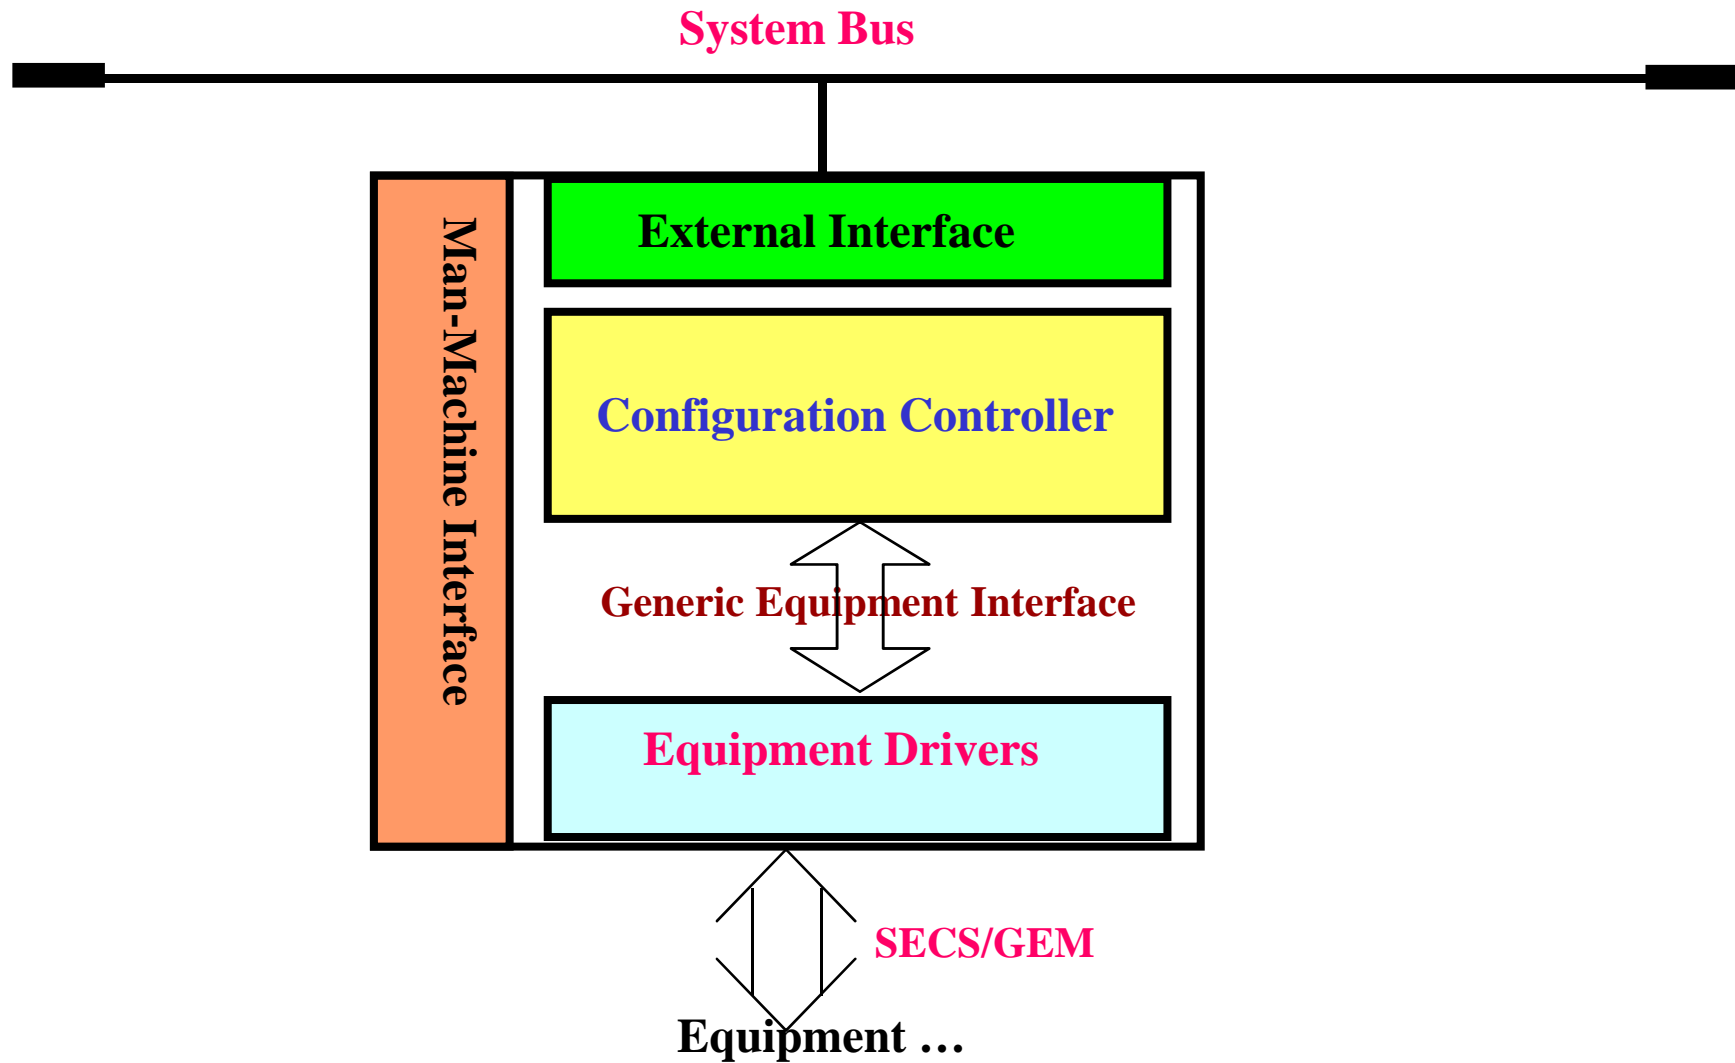 System Bus
External Interface
Man-Machine Interface
Configuration Controller
Generic Equipment Interface
Equipment Drivers
SECS/GEM
Equipment …